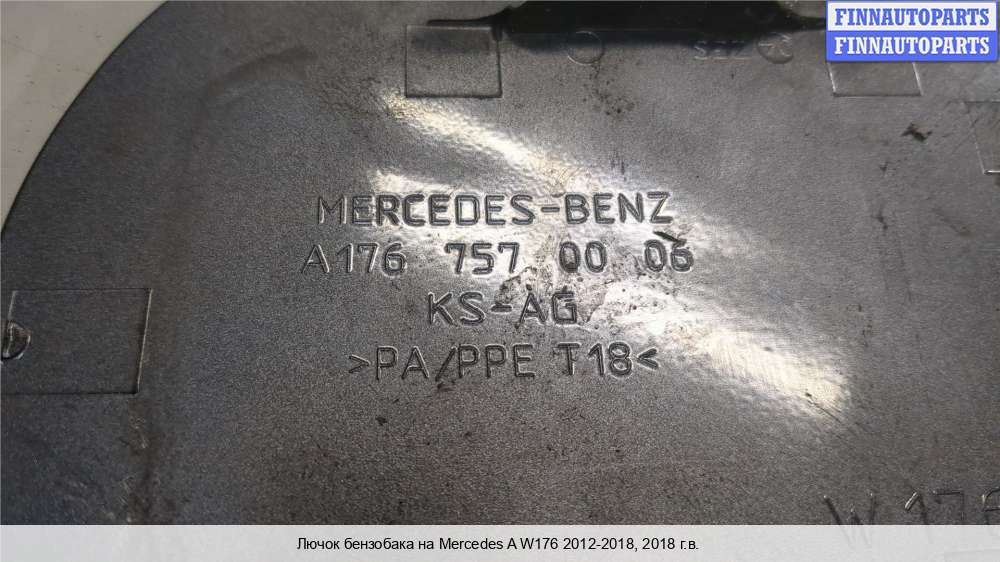 FINNAUTOPARTS
FINNAUTOPARTS
MERCEDES-BENZ
A176 757 00 06
KS-AG
>PA/PPE T18<
W176
Лючок бензобака на Mercedes A W176 2012-2018, 2018 г.в.